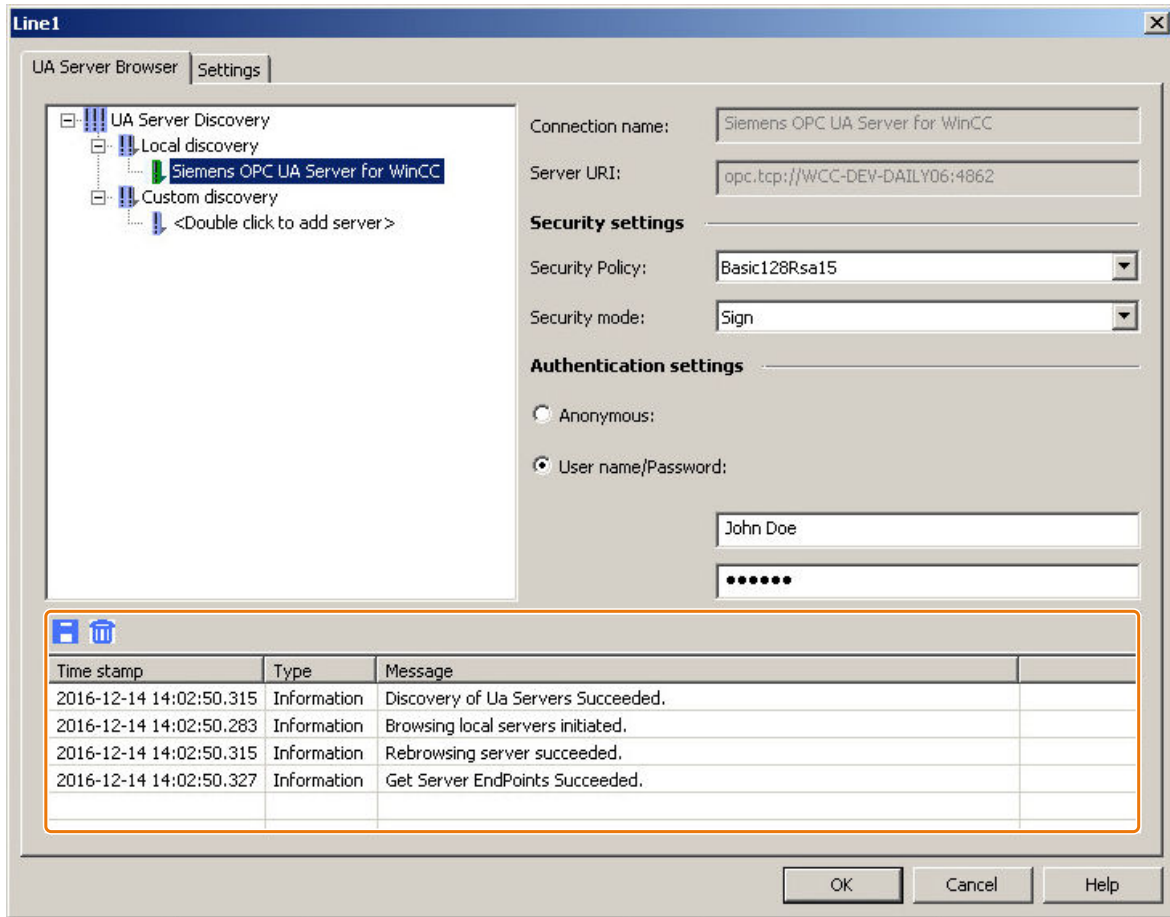 Line1
UA Server Browser
Settings
UA Server Discovery
Local discovery
Siemens OPC UA Server for WinCC
Custom discovery
<Double click to add server>
Connection name:
Siemens OPC UA Server for WinCC
Server URI:
opc.tcp://WCC-DEV-DAILY06:4862
Security settings
Security Policy:
Basic128Rsa15
Security mode:
Sign
Authentication settings
Anonymous:
User name/Password:
John Doe
••••••
Time stamp Type Message
2016-12-14 14:02:50.315 Information Discovery of Ua Servers Succeeded.
2016-12-14 14:02:50.283 Information Browsing local servers initiated.
2016-12-14 14:02:50.315 Information Rebrowsing server succeeded.
2016-12-14 14:02:50.327 Information Get Server EndPoints Succeeded.
OK
Cancel
Help